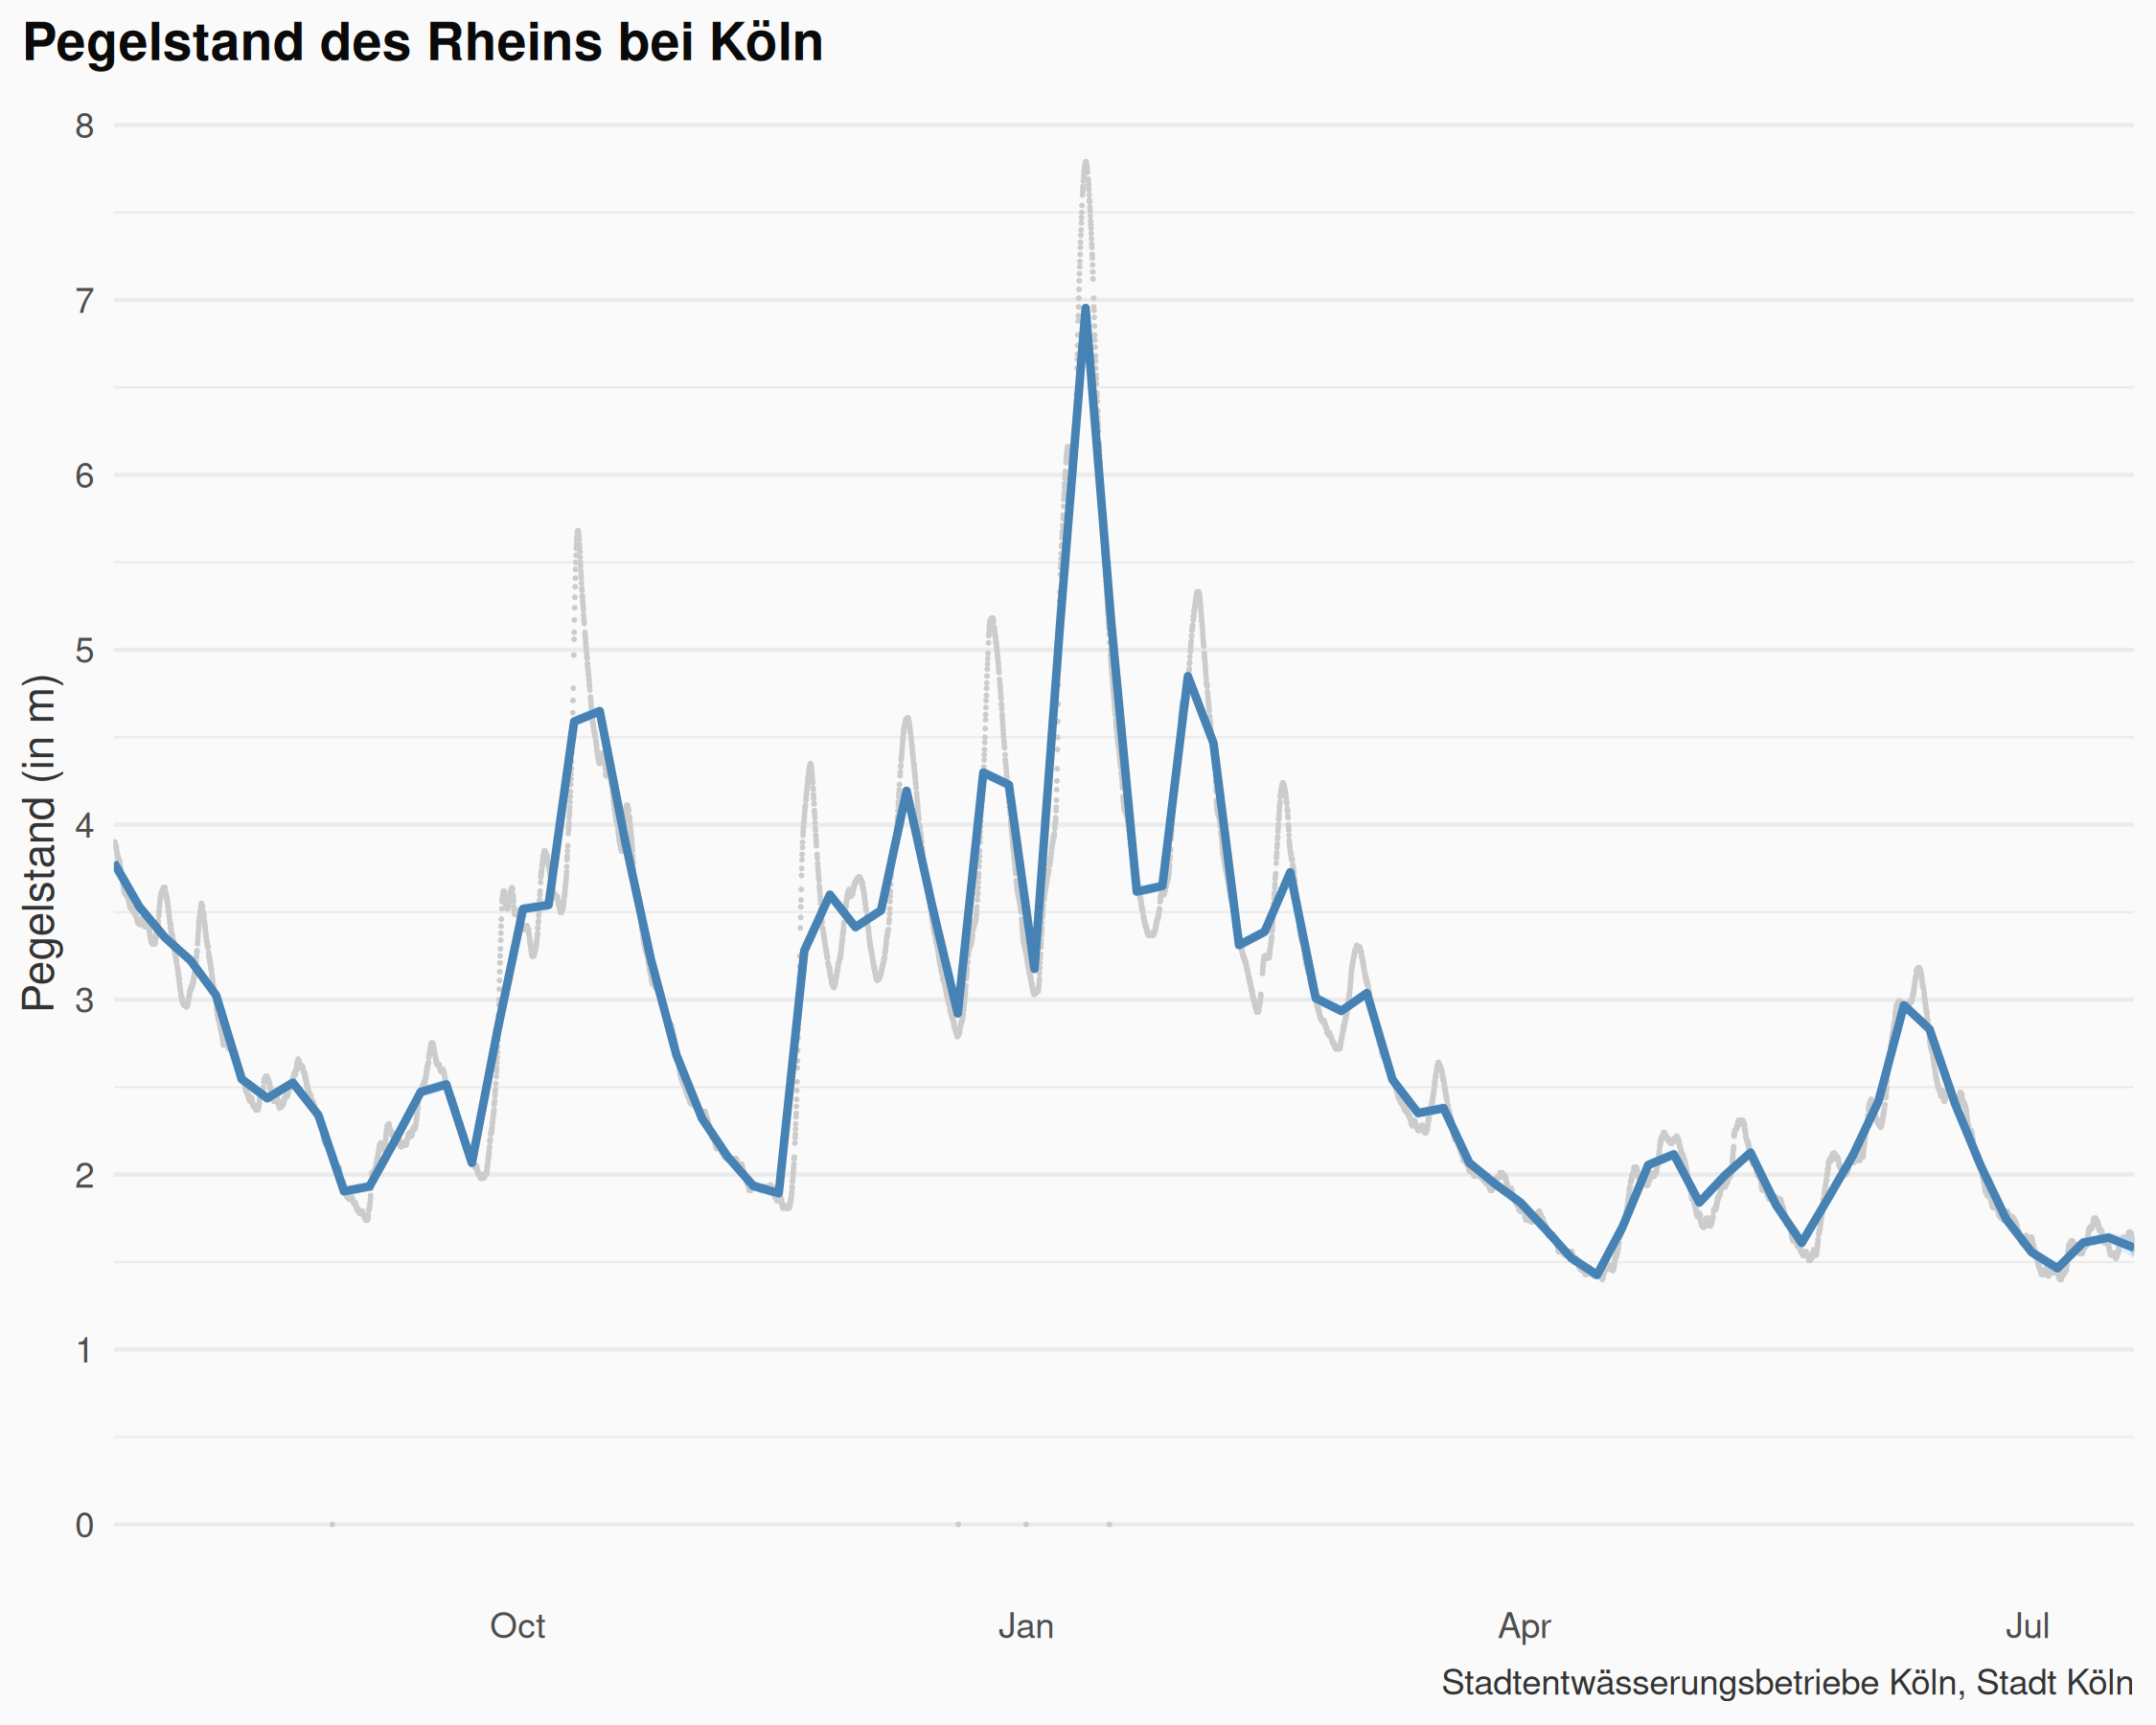 Pegelstand des Rheins bei Köln
Pegelstand (in m)
8
7
6
5
4
3
2
1
0
Oct Jan Apr Jul
Stadtentwässerungsbetriebe Köln, Stadt Köln